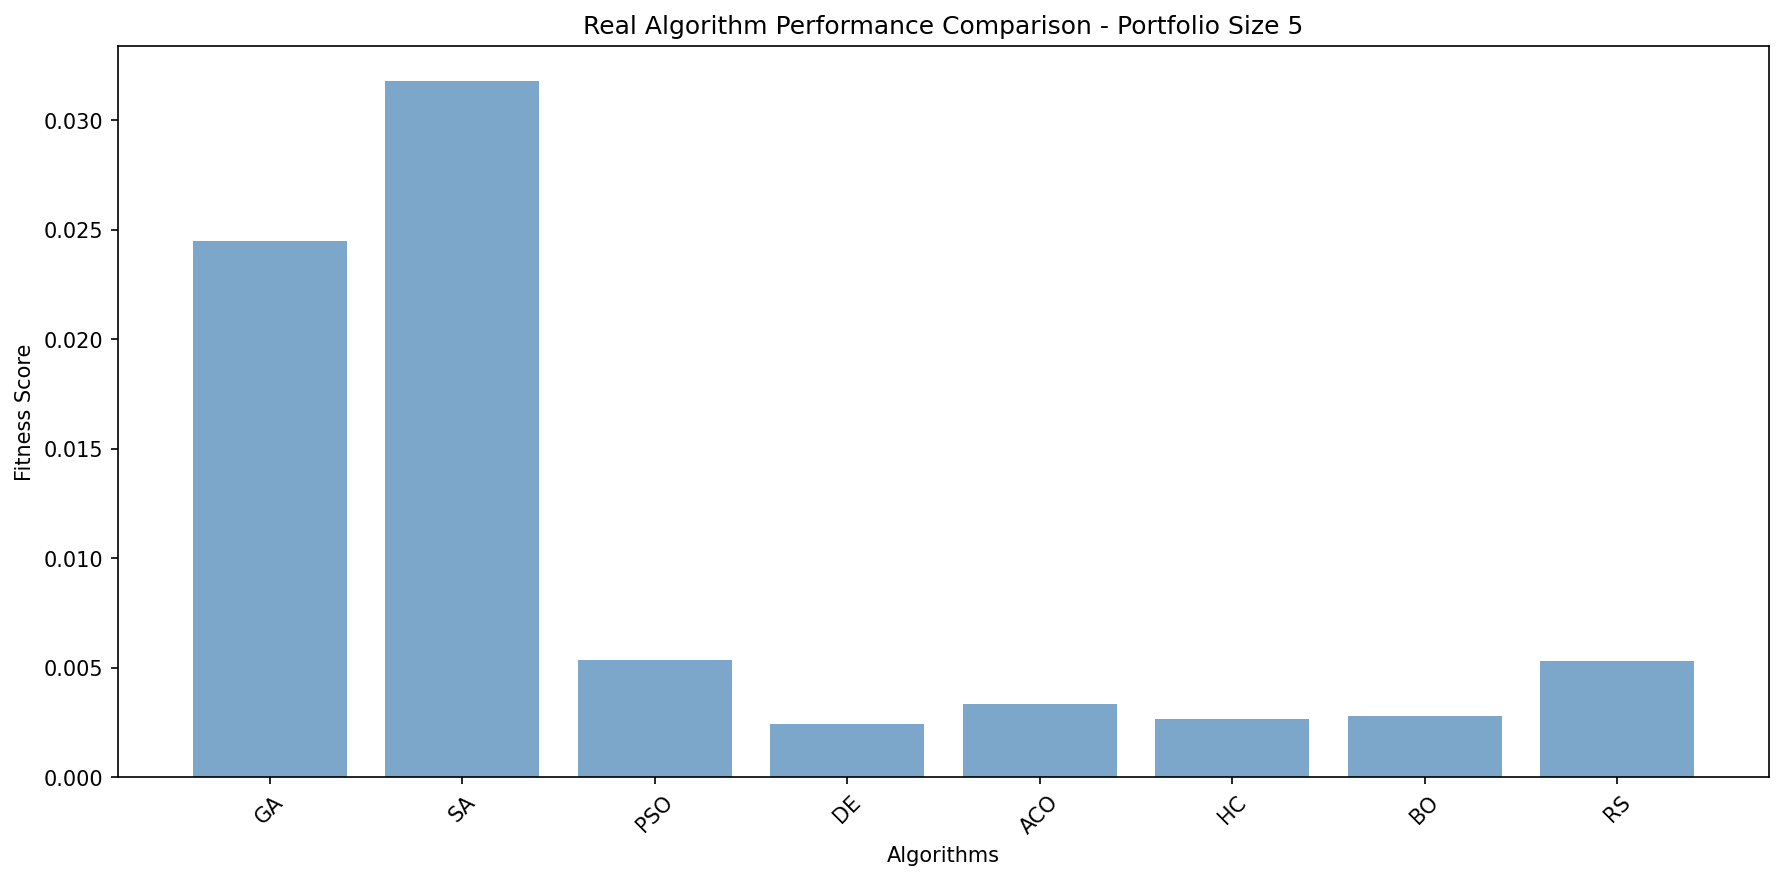 Real Algorithm Performance Comparison - Portfolio Size 5
Fitness Score
0.030
0.025
0.020
0.015
0.010
0.005
0.000
GA
SA
PSO
DE
ACO
HC
BO
RS
Algorithms